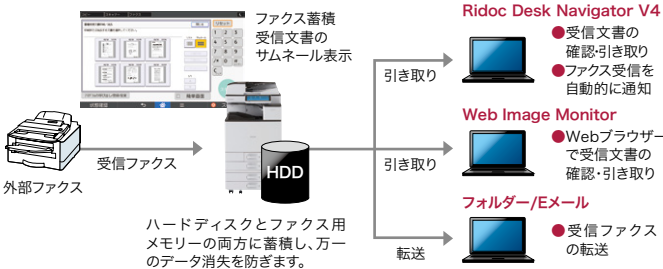 ファクス蓄積
受信文書の
サムネール表示
外部ファクス
受信ファクス
HDD
ハードディスクとファクス用
メモリーの両方に蓄積し、万一
のデータ消失を防ぎます。
引き取り
Ridoc Desk Navigator V4
●受信文書の
確認・引き取り
●ファクス受信を
自動的に通知
引き取り
Web Image Monitor
●Webブラウザー
で受信文書の
確認・引き取り
転送
フォルダー/Eメール
●受信ファクス
の転送